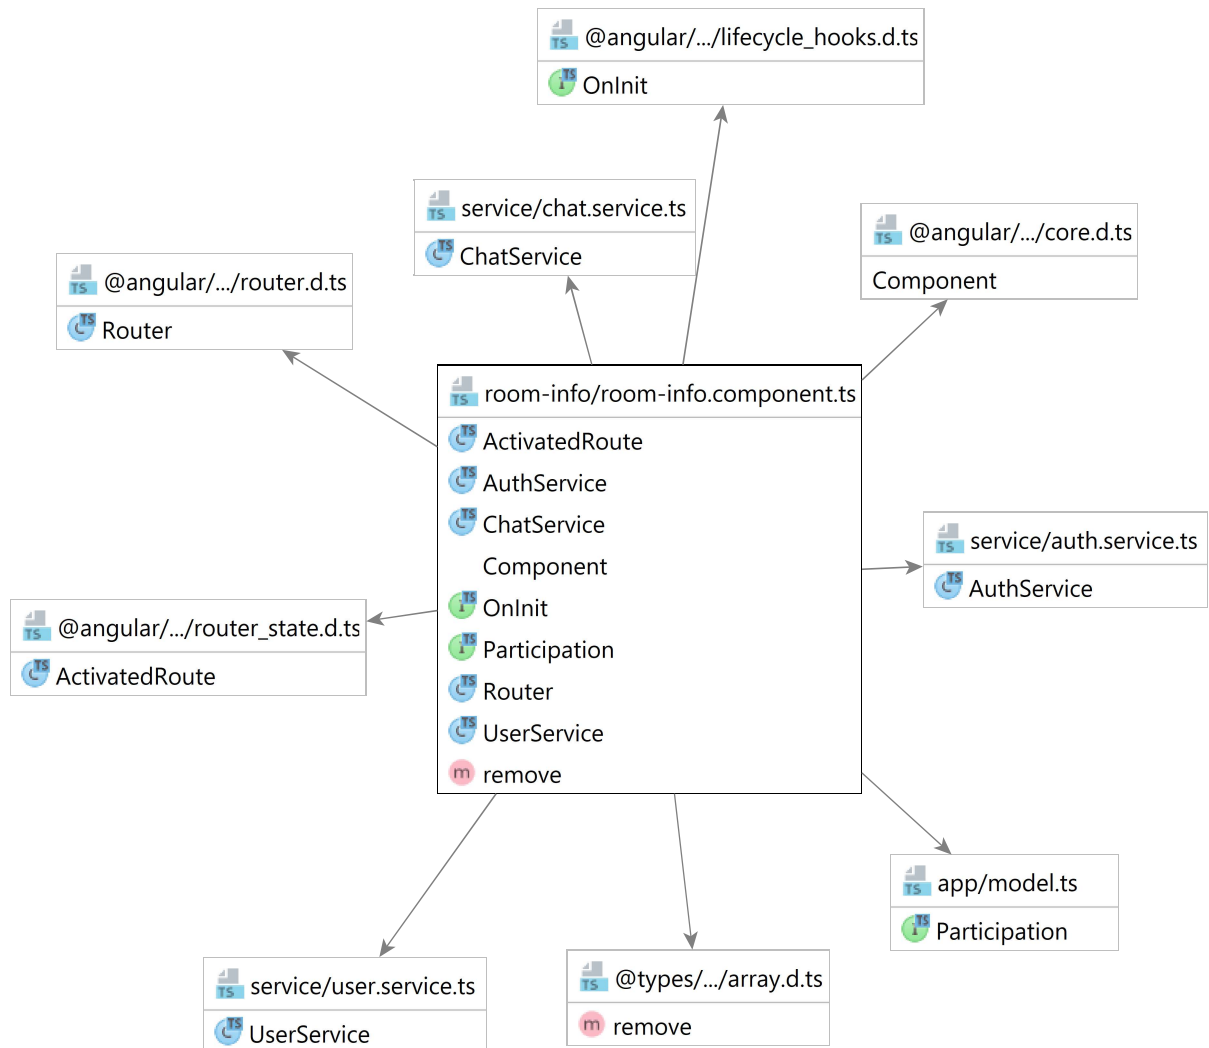 @angular/.../lifecycle_hooks.d.ts
OnInit
service/chat.service.ts
ChatService
@angular/.../core.d.ts
Component
@angular/.../router.d.ts
Router
room-info/room-info.component.ts
ActivatedRoute
AuthService
ChatService
Component
OnInit
Participation
Router
UserService
remove
service/auth.service.ts
AuthService
@angular/.../router_state.d.ts
ActivatedRoute
app/model.ts
Participation
service/user.service.ts
UserService
@types/.../array.d.ts
remove